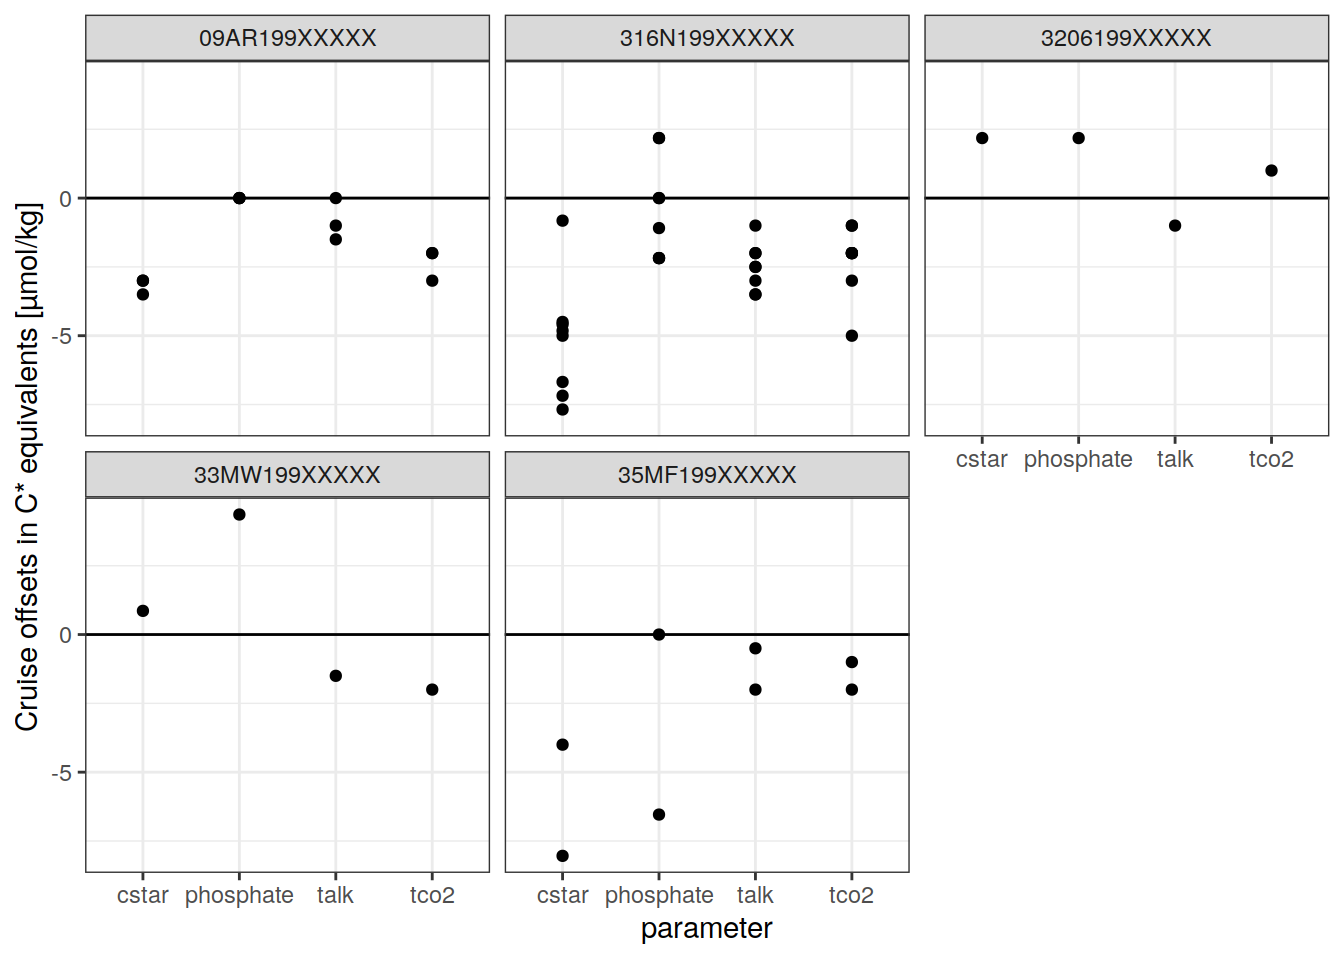 09AR199XXXXX
316N199XXXXX
3206199XXXXX
Cruise offsets in C* equivalents [µmol/kg]
0
-5
cstar phosphate talk tco2
33MW199XXXXX
35MF199XXXXX
0
-5
cstar phosphate talk tco2
cstar phosphate talk tco2
parameter